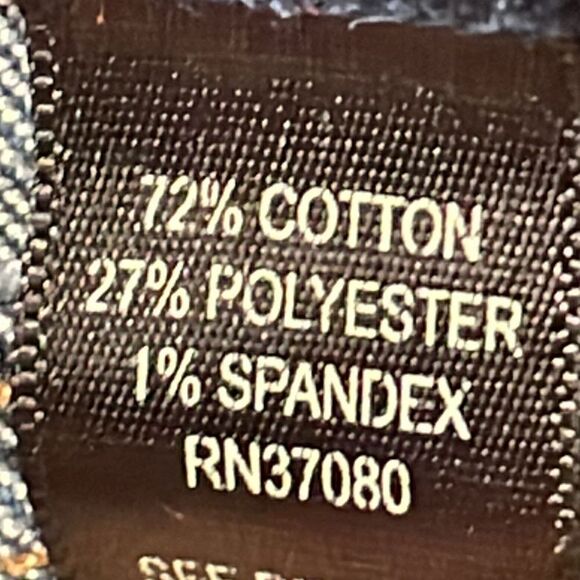 72% COTTON
27% POLYESTER
1% SPANDEX
RN37080